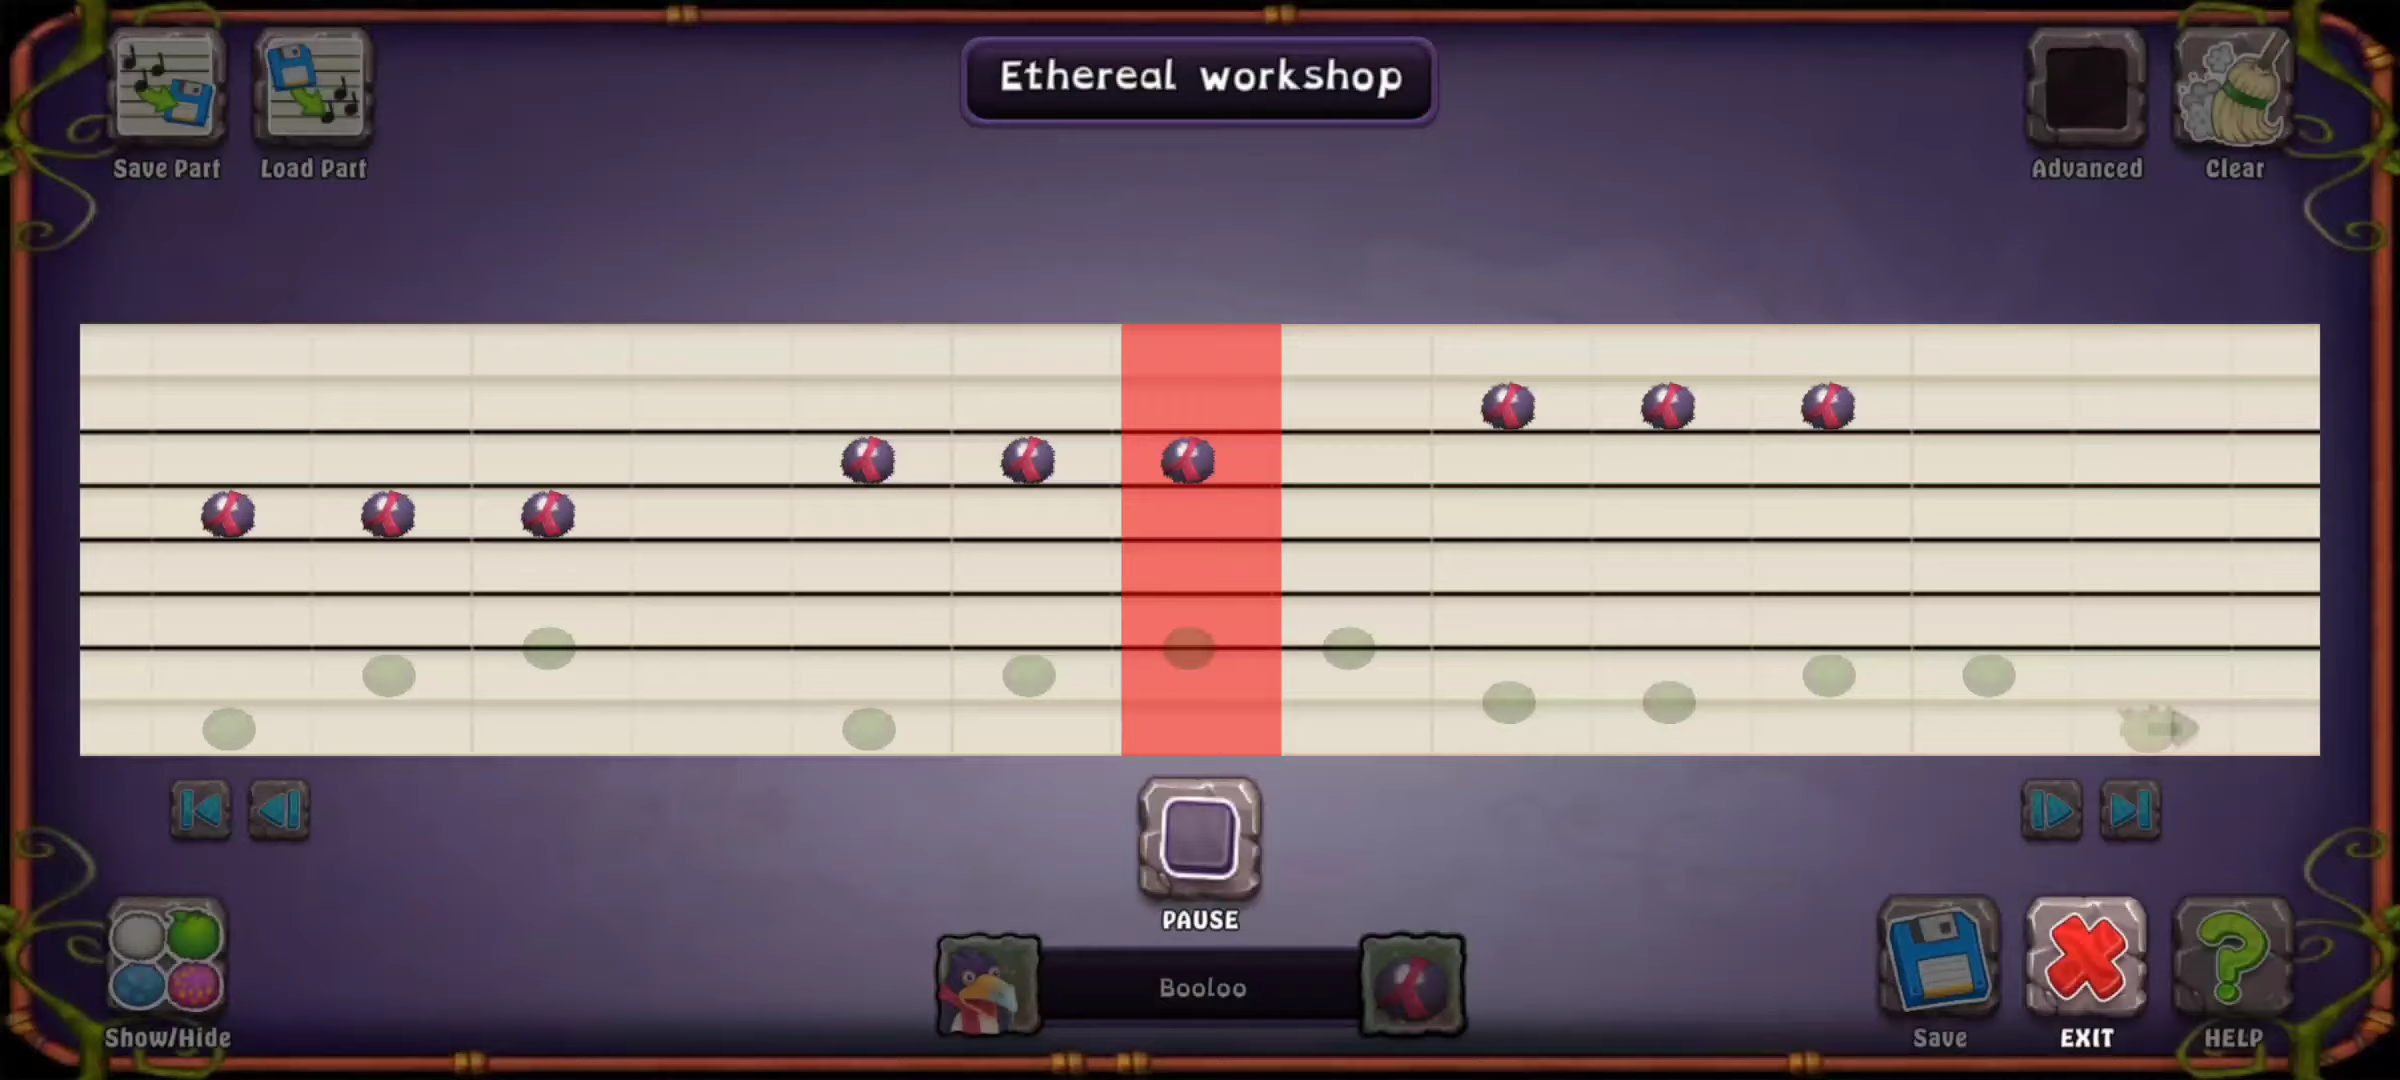 Ethereal workshop
Save Part
Load Part
Advanced
Clear
PAUSE
Booloo
Show/Hide
Save
EXIT
HELP